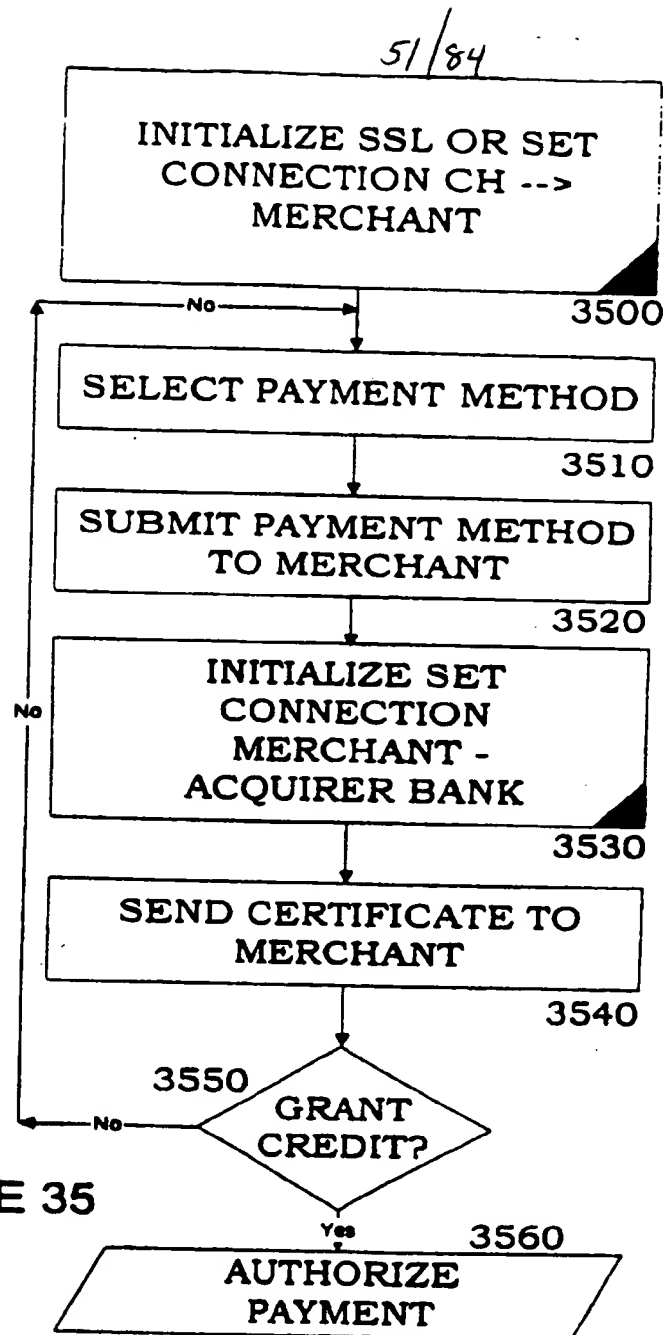 51/84
INITIALIZE SSL OR SET
CONNECTION CH -->
MERCHANT
3500
No
SELECT PAYMENT METHOD
3510
SUBMIT PAYMENT METHOD
TO MERCHANT
3520
No
INITIALIZE SET
CONNECTION
MERCHANT -
ACQUIRER BANK
3530
SEND CERTIFICATE TO
MERCHANT
3540
3550
GRANT
CREDIT?
No
E 35
Yes
3560
AUTHORIZE
PAYMENT